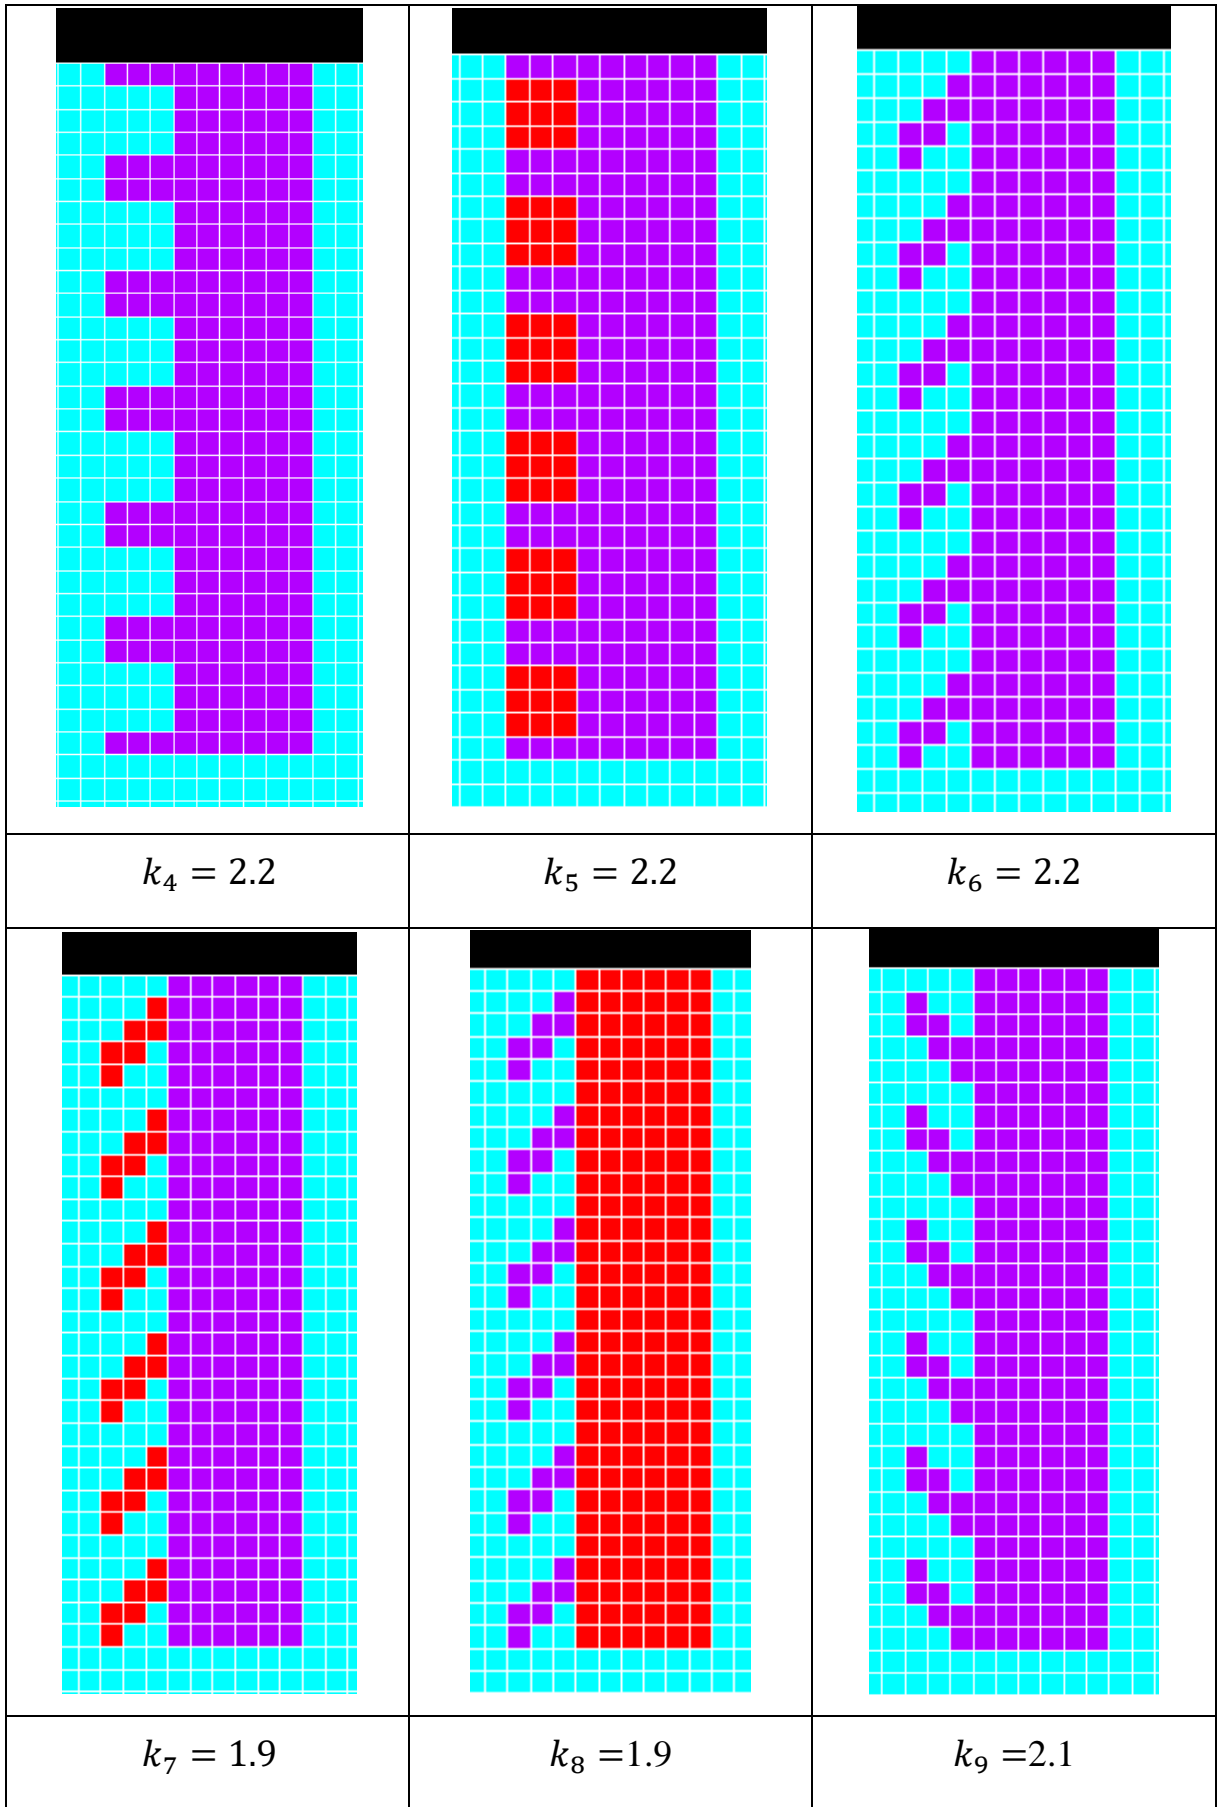 k₄ = 2.2
k₅ = 2.2
k₆ = 2.2
k₇ = 1.9
k₈ =1.9
k₉ =2.1